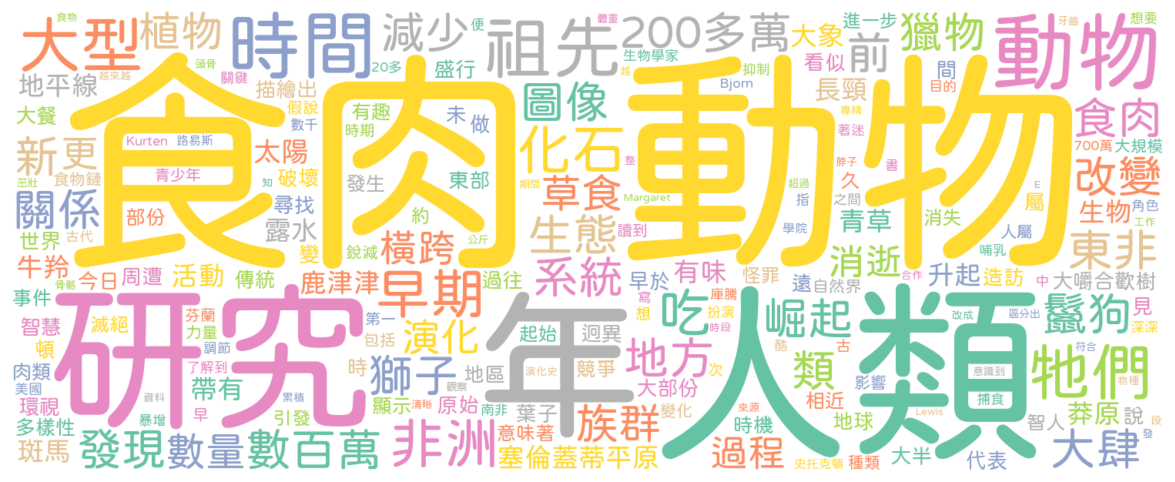 食肉動物
人類
研究
年
動物
時間
祖先
大型
植物
減少
便
體重
200多萬
大象
看似
前
進一步
獵物
間
目的
牙齒
想要
食物
越來越
頭骨
關鍵
20多
盛行
圖像
生物學家
越
抑制
Bjorn
長頸
地平線
描繪出
大餐
假說
數千
有趣
時期
未
做
化石
專精
著迷
食肉
700萬
大規模
新
更
Kurten
路易斯
太陽
青少年
食物鏈
破壞
茁壯
知
發生
東部
草食
整
期間
Margaret
脖子
書
久
之間
超過
指
改變
生物
角色
E
工作
屬
關係
部份
尋找
露水
約
銳減
橫跨
生態
公斤
讀到
學院
青草
消失
人屬
哺乳
東非
世界
古代
變
牛羚
骨骼
今日
周遭
活動
傳統
鹿津津
早期
過往
系統
早於
有味
怪罪
遠
自然界
消逝
合作
升起
造訪
中
大嚼合歡樹
事件
智慧
滅絕
芬蘭
力量
第一
包括
演化
起始
迥異
寫
想
庫騰
扮演
時段
吃
崛起
改成
區分出
鬣狗
見
深深
頓
調節
了解到
時
獅子
地區
競爭
地方
酷
古
類
影響
意識到
符合
牠們
肉類
美國
帶有
演化史
觀察
大部份
次
捕食
物種
環視
資料
累積
顯示
清晰
原始
南非
葉子
變化
族群
來源
相近
時機
地球
Lewis
智人
莽原
說
段
多樣性
暴增
早
引發
意味著
斑馬
發現
數量
數百萬
非洲
塞倫蓋蒂平原
過程
史托克頓
種類
大半
代表
大肆
發